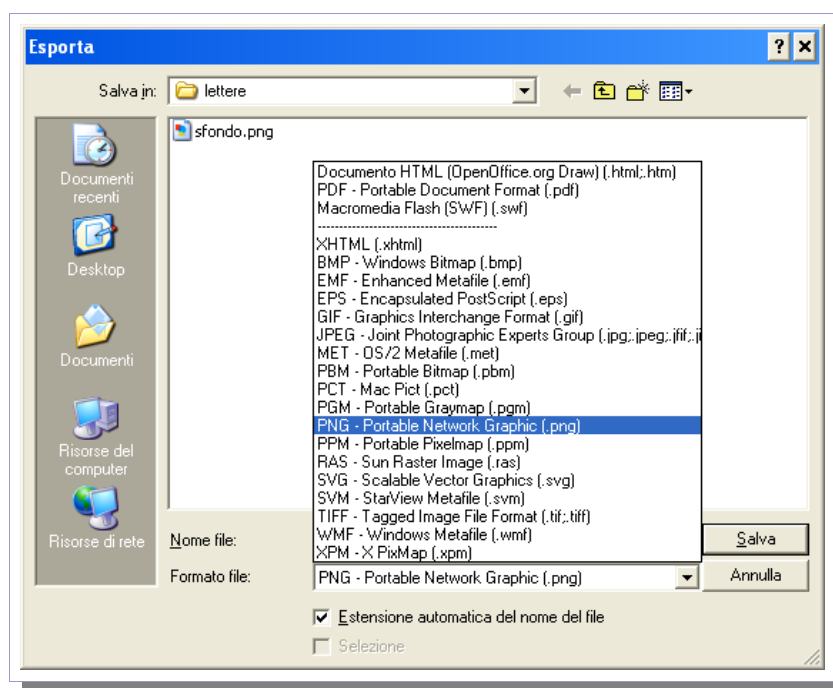 Esporta
Salva in:
lettere
sfondo.png
Documenti
recenti
Desktop
Documenti
Risorse del
computer
Risorse di rete
Documento HTML (OpenOffice.org Draw) (.html;.htm)
PDF - Portable Document Format (.pdf)
Macromedia Flash (SWF) (.swf)
------------------------------------------
XHTML (.xhtml)
BMP - Windows Bitmap (.bmp)
EMF - Enhanced Metafile (.emf)
EPS - Encapsulated PostScript (.eps)
GIF - Graphics Interchange Format (.gif)
JPEG - Joint Photographic Experts Group (.jpg;.jpeg;.jfif;.ji
MET - OS/2 Metafile (.met)
PBM - Portable Bitmap (.pbm)
PCT - Mac Pict (.pct)
PGM - Portable Graymap (.pgm)
PNG - Portable Network Graphic (.png)
PPM - Portable Pixelmap (.ppm)
RAS - Sun Raster Image (.ras)
SVG - Scalable Vector Graphics (.svg)
SVM - StarView Metafile (.svm)
TIFF - Tagged Image File Format (.tif;.tiff)
WMF - Windows Metafile (.wmf)
XPM - X PixMap (.xpm)
Nome file:
Salva
Formato file:
PNG - Portable Network Graphic (.png)
Annulla
Estensione automatica del nome del file
Selezione